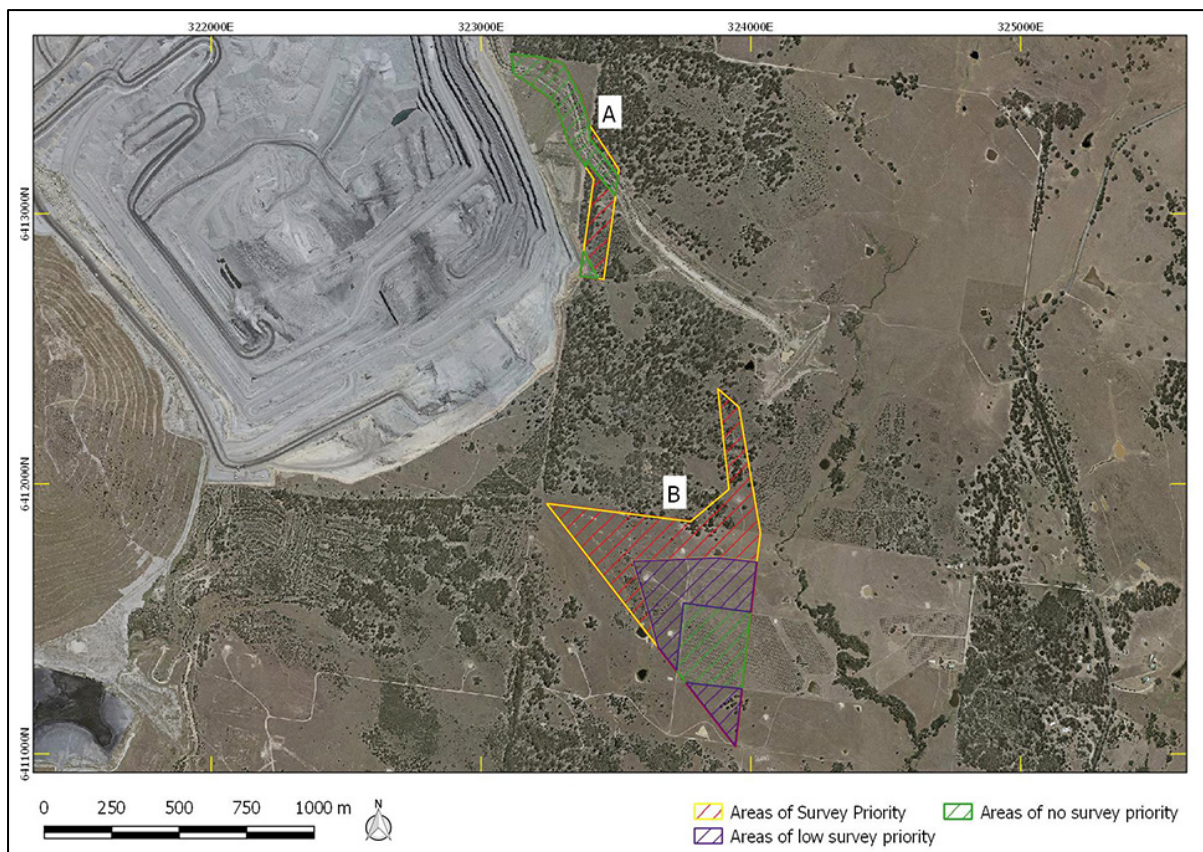 322000E 323000E 324000E 325000E
A
6413000N
6412000N
B
6411000N
0 250 500 750 1000 m
N
Areas of Survey Priority
Areas of no survey priority
Areas of low survey priority